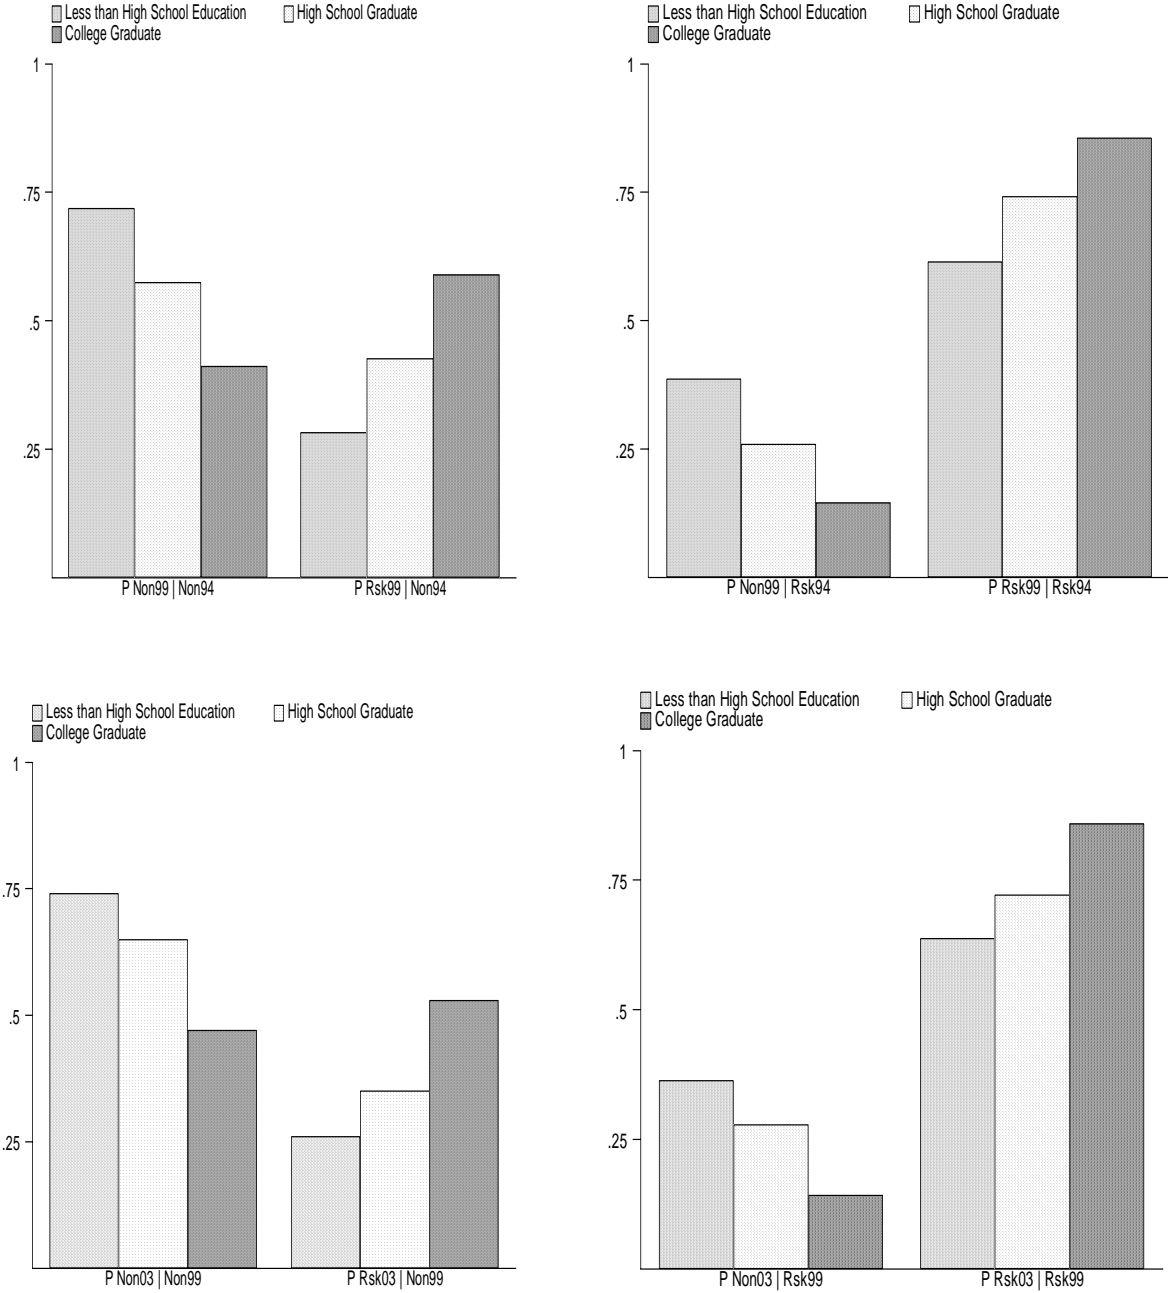 Less than High School Education High School Graduate
College Graduate
1
.75
.5
.25
P Non99 | Non94 P Rsk99 | Non94
Less than High School Education High School Graduate
College Graduate
1
.75
.5
.25
P Non99 | Rsk94 P Rsk99 | Rsk94
Less than High School Education High School Graduate
College Graduate
1
.75
.5
.25
P Non03 | Non99 P Rsk03 | Non99
Less than High School Education High School Graduate
College Graduate
1
.75
.5
.25
P Non03 | Rsk99 P Rsk03 | Rsk99